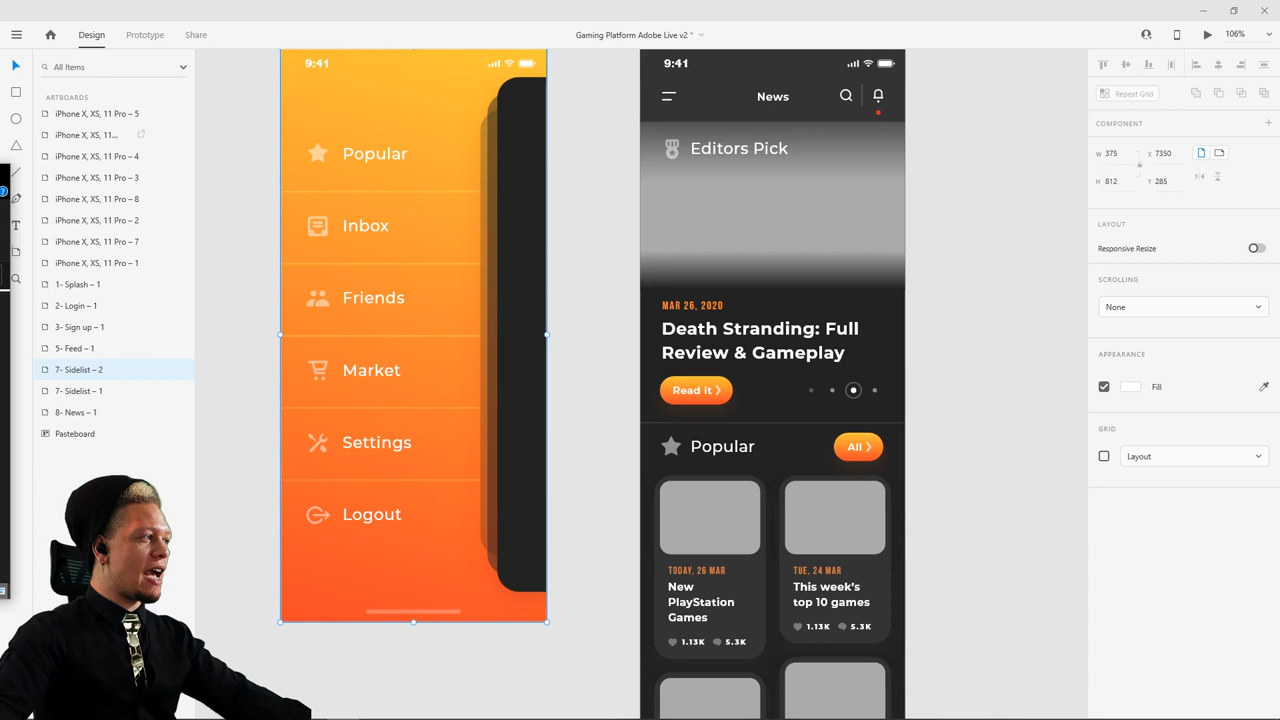 Design
Prototype
Share
Gaming Platform Adobe Live v2 *
106%
All Items
ARTBOARDS
iPhone X, XS, 11 Pro – 5
iPhone X, XS, 11...
iPhone X, XS, 11 Pro – 4
iPhone X, XS, 11 Pro – 3
iPhone X, XS, 11 Pro – 8
iPhone X, XS, 11 Pro – 2
iPhone X, XS, 11 Pro – 7
iPhone X, XS, 11 Pro – 1
1- Splash – 1
2- Login – 1
3- Sign up – 1
5- Feed – 1
7- Sidelist – 2
7- Sidelist – 1
8- News – 1
Pasteboard
9:41
Popular
Inbox
Friends
Market
Settings
Logout
9:41
News
Editors Pick
MAR 26, 2020
Death Stranding: Full
Review & Gameplay
Read it
Popular
All
TODAY, 26 MAR
New
PlayStation
Games
1.13K 5.3K
TUE, 24 MAR
This week's
top 10 games
1.13K 5.3K
Repeat Grid
COMPONENT
W 375 X 7350
H 812 Y 285
LAYOUT
Responsive Resize
SCROLLING
None
APPEARANCE
Fill
GRID
Layout